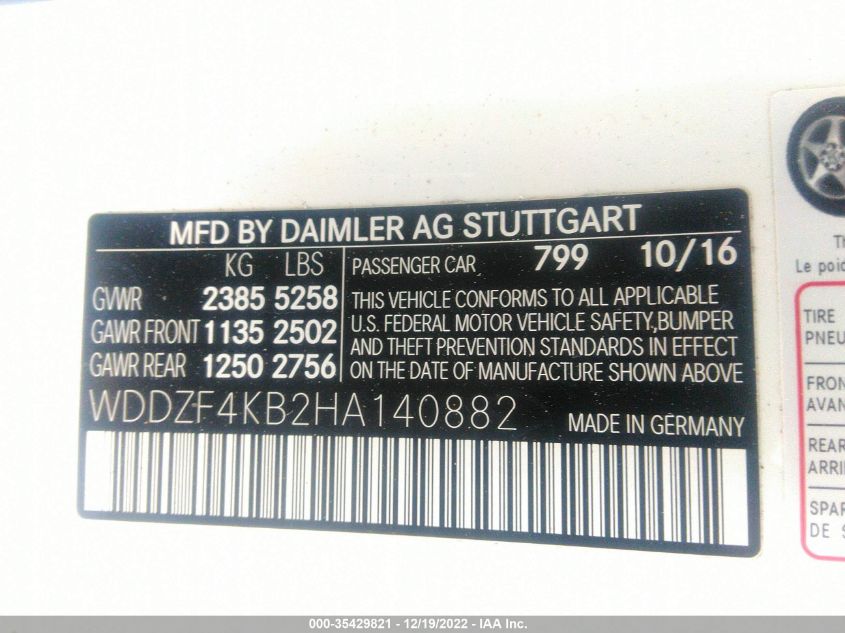 MFD BY DAIMLER AG STUTTGART
KG LBS
GVWR 2385 5258
GAWR FRONT 1135 2502
GAWR REAR 1250 2756
PASSENGER CAR 799 10/16
THIS VEHICLE CONFORMS TO ALL APPLICABLE
U.S. FEDERAL MOTOR VEHICLE SAFETY,BUMPER
AND THEFT PREVENTION STANDARDS IN EFFECT
ON THE DATE OF MANUFACTURE SHOWN ABOVE
WDDZF4KB2HA140882 MADE IN GERMANY
Le
TIRE
FRON
AVAN
REAR
ARRI
SPAR
DE
000-35429821 - 12/19/2022 - IAA Inc.